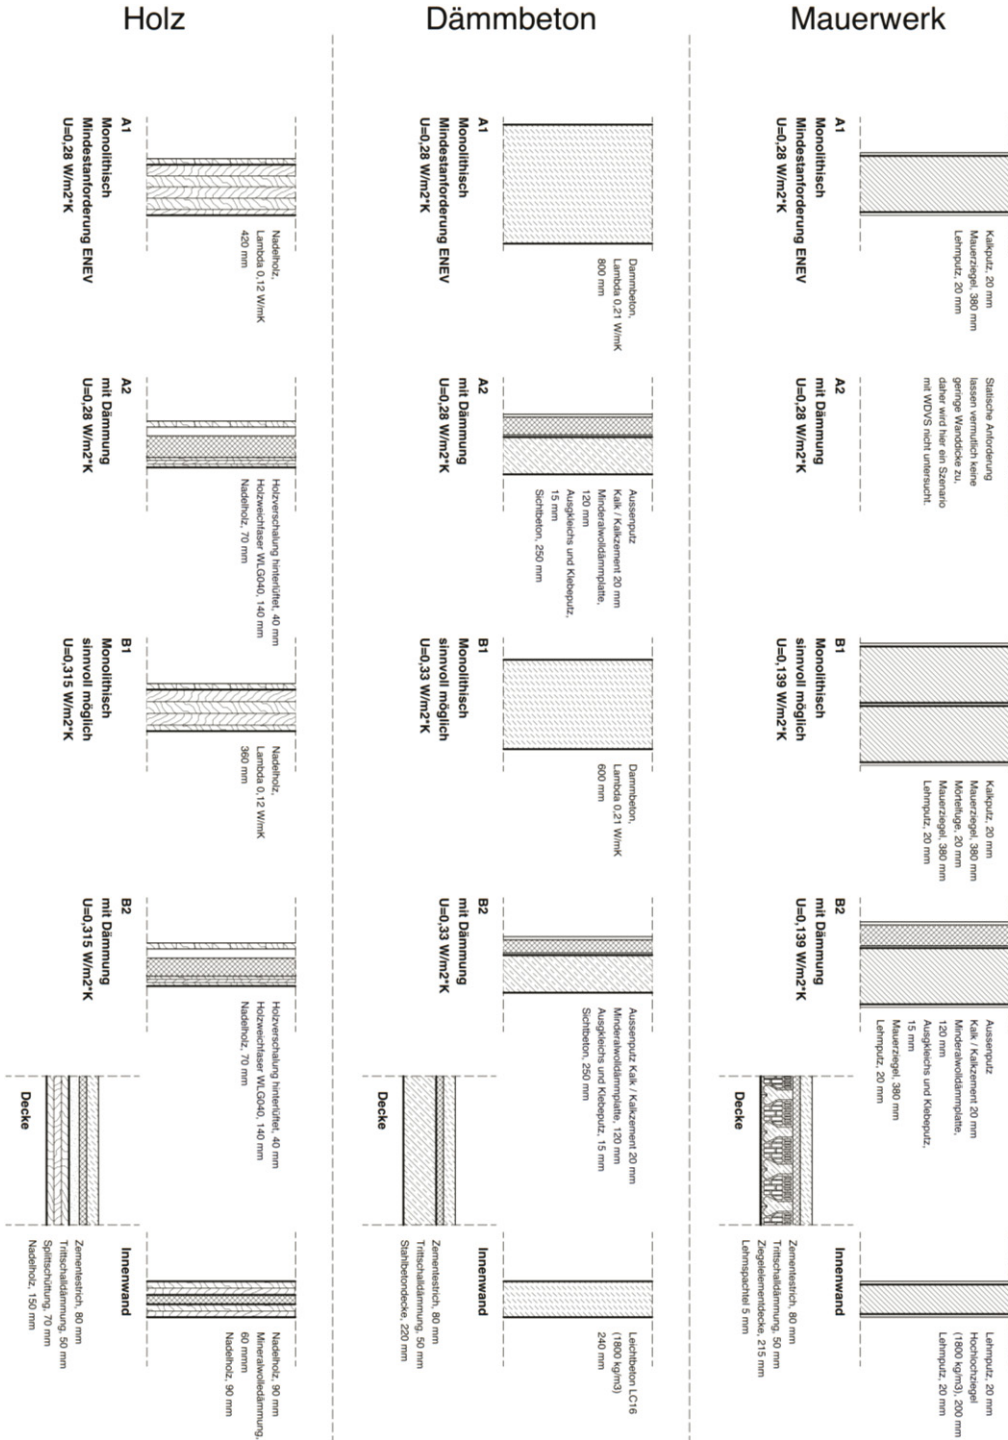 Holz
Dämmbeton
Mauerwerk
A1
Monolithisch
Mindestanforderung ENEV
U=0,28 W/m2*K
Nadelholz,
Lambda 0,12 W/mK
420 mm
A2
mit Dämmung
U=0,28 W/m2*K
Holzverschalung hinterlüftet, 40 mm
Holzweichfaser WLG040, 140 mm
Nadelholz, 70 mm
B1
Monolithisch
sinnvoll möglich
U=0,315 W/m2*K
Nadelholz,
Lambda 0,12 W/mK
360 mm
B2
mit Dämmung
U=0,315 W/m2*K
Holzverschalung hinterlüftet, 40 mm
Holzweichfaser WLG040, 140 mm
Nadelholz, 70 mm
Decke
Zementestrich, 80 mm
Trittschalldämmung, 50 mm
Splittschüttung, 70 mm
Nadelholz, 150 mm
Innenwand
Nadelholz, 90 mm
Mineralwolledämmung,
60 mmm
Nadelholz, 90 mm
A1
Monolithisch
Mindestanforderung ENEV
U=0,28 W/m2*K
Dammbeton,
Lambda 0,21 W/mK
800 mm
A2
mit Dämmung
U=0,28 W/m2*K
Aussenputz
Kalk / Kalkzement 20 mm
Minderalwolldämmplatte,
120 mm
Ausgkleichs und Klebeputz,
15 mm
Sichtbeton, 250 mm
B1
Monolithisch
sinnvoll möglich
U=0,33 W/m2*K
Dammbeton,
Lambda 0,21 W/mK
600 mm
B2
mit Dämmung
U=0,33 W/m2*K
Aussenputz Kalk / Kalkzement 20 mm
Minderalwolldämmplatte, 120 mm
Ausgkleichs und Klebeputz, 15 mm
Sichtbeton, 250 mm
Decke
Zementestrich, 80 mm
Trittschalldämmung, 50 mm
Stahlbetondecke, 220 mm
Innenwand
Leichtbeton LC16
(1800 kg/m3)
240 mm
A1
Monolithisch
Mindestanforderung ENEV
U=0,28 W/m2*K
Kalkputz, 20 mm
Mauerziegel, 380 mm
Lehmputz, 20 mm
A2
mit Dämmung
U=0,28 W/m2*K
Statische Anforderung
lassen vermutlich keine
geringe Wanddicke zu,
daher wird hier ein Szenario
mit WDVS nicht untersucht.
B1
Monolithisch
sinnvoll möglich
U=0,139 W/m2*K
Kalkputz, 20 mm
Mauerziegel, 380 mm
Mörtelfuge, 20 mm
Mauerziegel, 380 mm
Lehmputz, 20 mm
B2
mit Dämmung
U=0,139 W/m2*K
Aussenputz
Kalk / Kalkzement 20 mm
Minderalwolldämmplatte,
120 mm
Ausgkleichs und Klebeputz,
15 mm
Mauerziegel, 380 mm
Lehmputz, 20 mm
Decke
Zementestrich, 80 mm
Trittschalldämmung, 50 mm
Ziegelelementdecke, 215 mm
Lehmspachtel 5 mm
Innenwand
Lehmputz, 20 mm
Hochlochziegel
(1800 kg/m3), 200 mm
Lehmputz, 20 mm